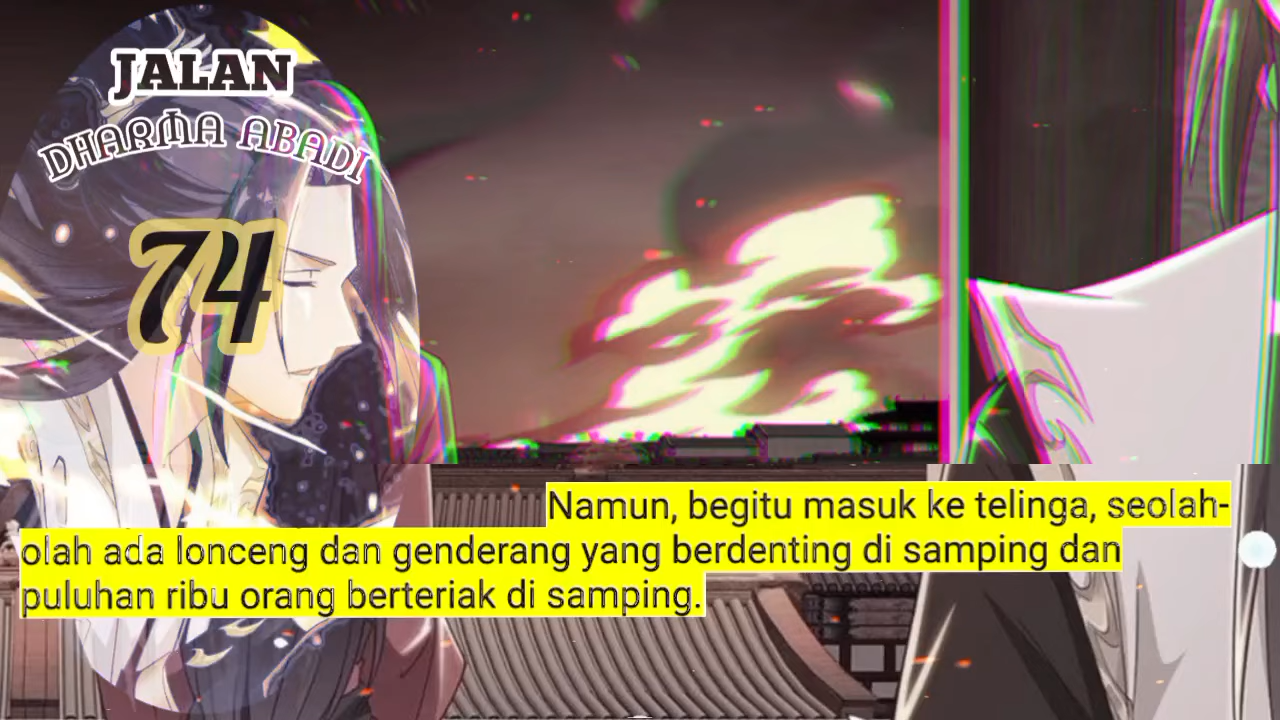 JALAN
DHARMA ABADI
74
Namun, begitu masuk ke telinga, seolah-
olah ada lonceng dan genderang yang berdenting di samping dan
puluhan ribu orang berteriak di samping.